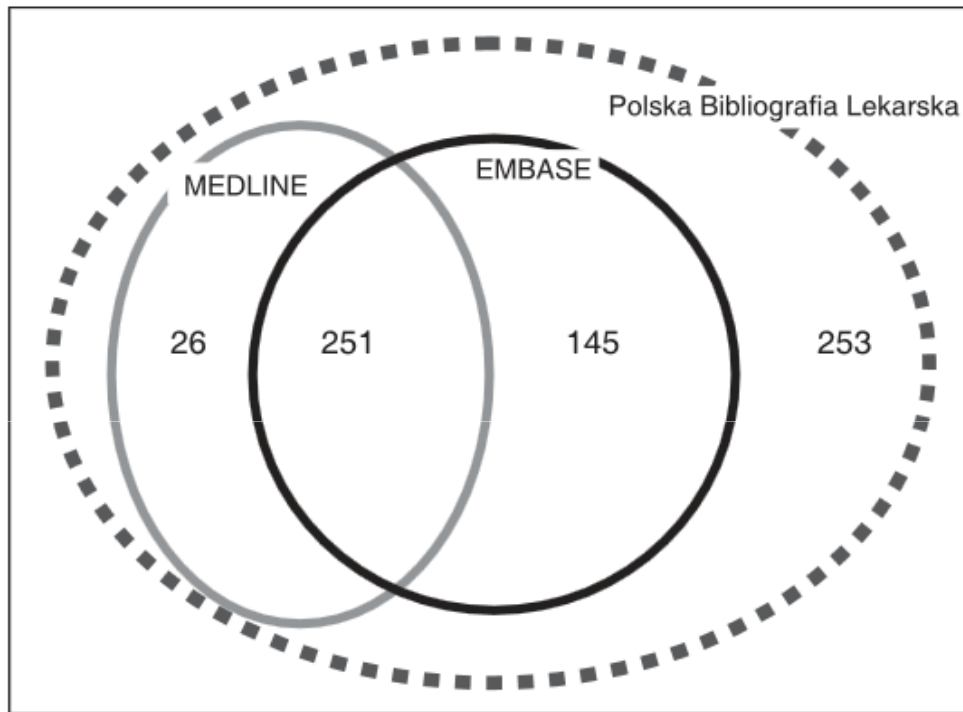 Polska Bibliografia Lekarska
MEDLINE
EMBASE
26
251
145
253